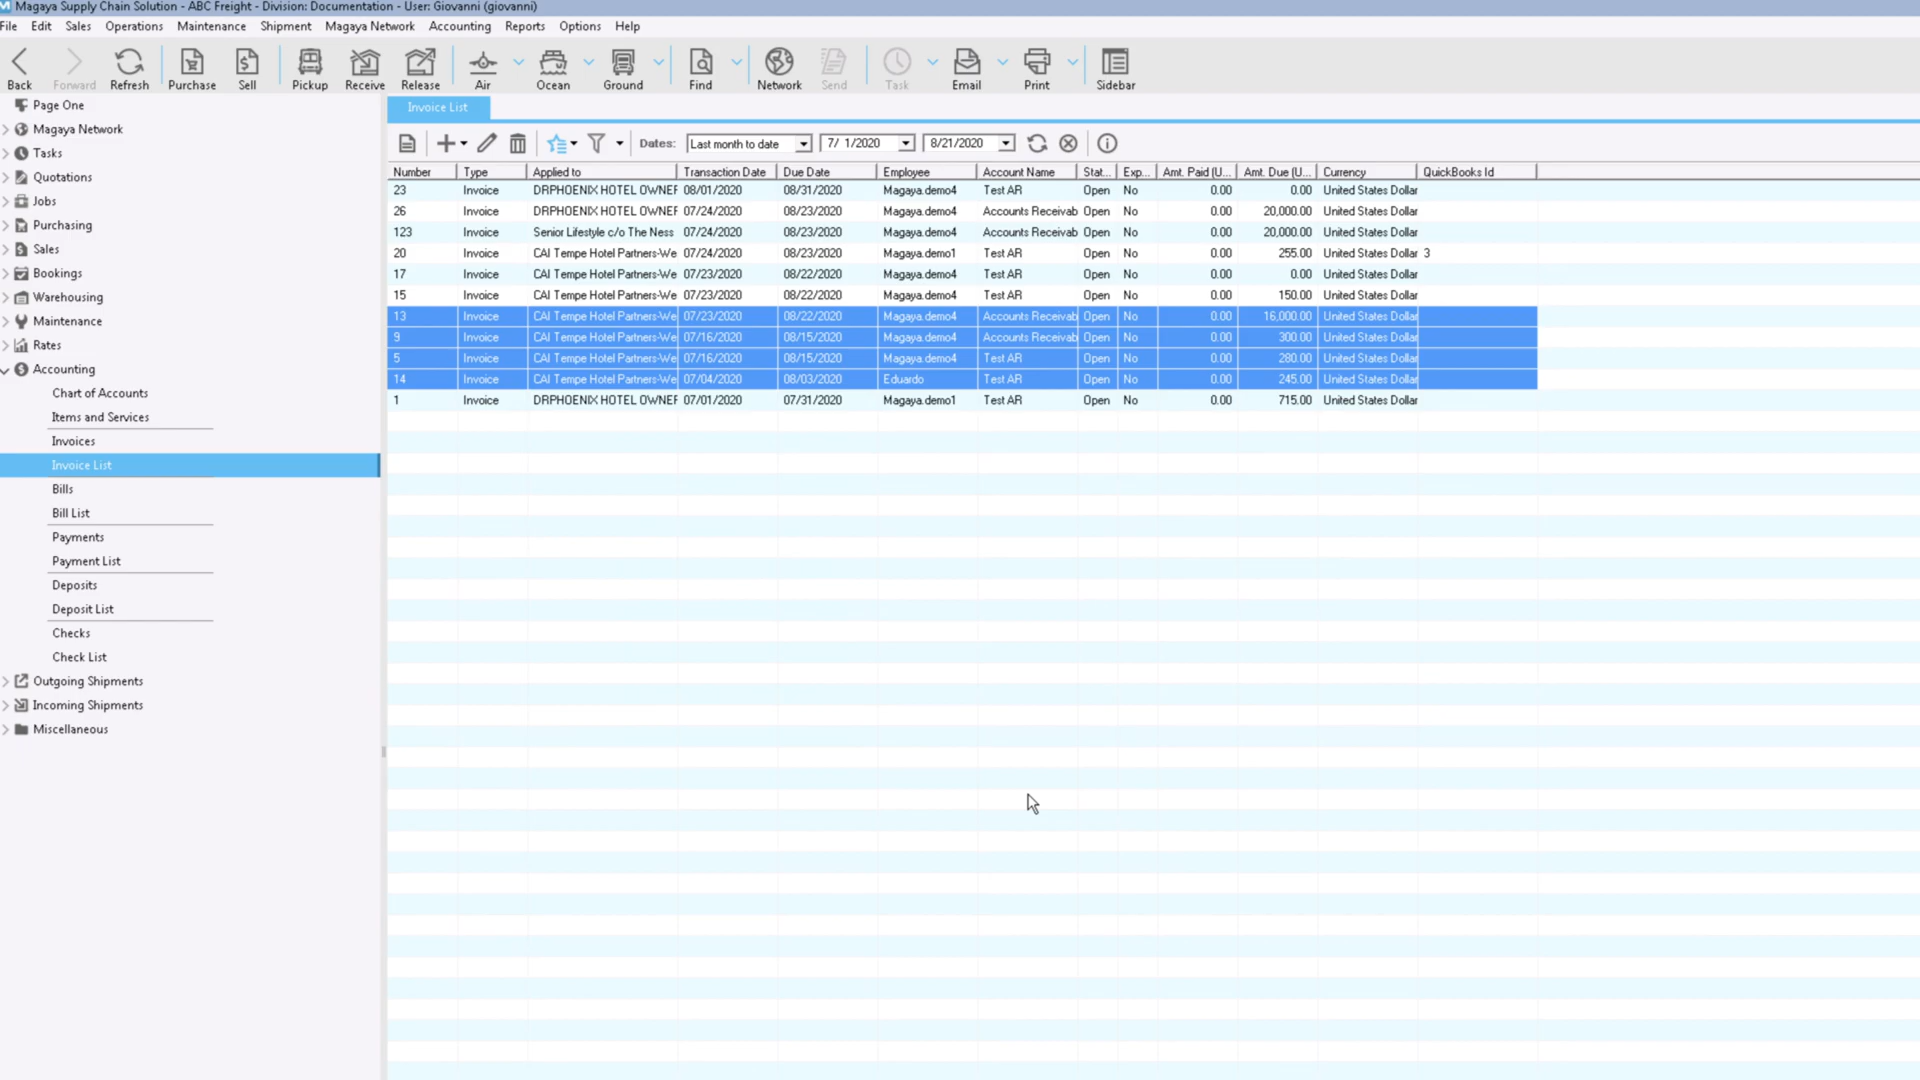 Magaya Supply Chain Solution - ABC Freight - Division: Documentation - User: Giovanni (giovanni)
File Edit Sales Operations Maintenance Shipment Magaya Network Accounting Reports Options Help
Back Forward Refresh Purchase Sell Pickup Receive Release Air Ocean Ground Find Network Send Task Email Print Sidebar
Page One
Magaya Network
Tasks
Quotations
Jobs
Purchasing
Sales
Bookings
Warehousing
Maintenance
Rates
Accounting
Chart of Accounts
Items and Services
Invoices
Invoice List
Bills
Bill List
Payments
Payment List
Deposits
Deposit List
Checks
Check List
Outgoing Shipments
Incoming Shipments
Miscellaneous
Invoice List
Dates: Last month to date 7/ 1/2020 8/21/2020
Number Type Applied to Transaction Date Due Date Employee Account Name Stat... Exp... Amt. Paid (U... Amt. Due (U... Currency QuickBooks Id
23 Invoice DRPHOENIX HOTEL OWNER 08/01/2020 08/31/2020 Magaya.demo4 Test AR Open No 0.00 0.00 United States Dollar
26 Invoice DRPHOENIX HOTEL OWNER 07/24/2020 08/23/2020 Magaya.demo4 Accounts Receivab Open No 0.00 20,000.00 United States Dollar
123 Invoice Senior Lifestyle c/o The Ness 07/24/2020 08/23/2020 Magaya.demo4 Accounts Receivab Open No 0.00 20,000.00 United States Dollar
20 Invoice CAI Tempe Hotel Partners-We 07/24/2020 08/23/2020 Magaya.demo1 Test AR Open No 0.00 255.00 United States Dollar 3
17 Invoice CAI Tempe Hotel Partners-We 07/23/2020 08/22/2020 Magaya.demo4 Test AR Open No 0.00 0.00 United States Dollar
15 Invoice CAI Tempe Hotel Partners-We 07/23/2020 08/22/2020 Magaya.demo4 Test AR Open No 0.00 150.00 United States Dollar
13 Invoice CAI Tempe Hotel Partners-We 07/23/2020 08/22/2020 Magaya.demo4 Accounts Receivab Open No 0.00 16,000.00 United States Dollar
9 Invoice CAI Tempe Hotel Partners-We 07/16/2020 08/15/2020 Magaya.demo4 Accounts Receivab Open No 0.00 300.00 United States Dollar
5 Invoice CAI Tempe Hotel Partners-We 07/16/2020 08/15/2020 Magaya.demo4 Test AR Open No 0.00 280.00 United States Dollar
14 Invoice CAI Tempe Hotel Partners-We 07/04/2020 08/03/2020 Eduardo Test AR Open No 0.00 245.00 United States Dollar
1 Invoice DRPHOENIX HOTEL OWNER 07/01/2020 07/31/2020 Magaya.demo1 Test AR Open No 0.00 715.00 United States Dollar